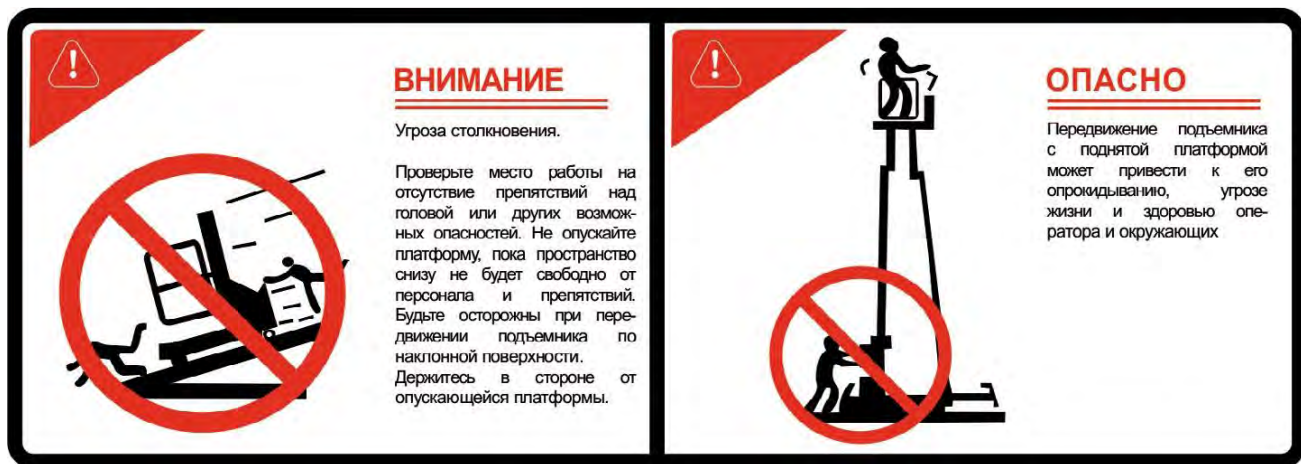 ВНИМАНИЕ
Угроза столкновения.
Проверьте место работы на
отсутствие препятствий над
головой или других возмож-
ных опасностей. Не опускайте
платформу, пока пространство
снизу не будет свободно от
персонала и препятствий.
Будьте осторожны при пере-
движении подъемника по
наклонной поверхности.
Держитесь в стороне от
опускающейся платформы.
ОПАСНО
Передвижение подъемника
с поднятой платформой
может привести к его
опрокидыванию, угрозе
жизни и здоровью опе-
ратора и окружающих